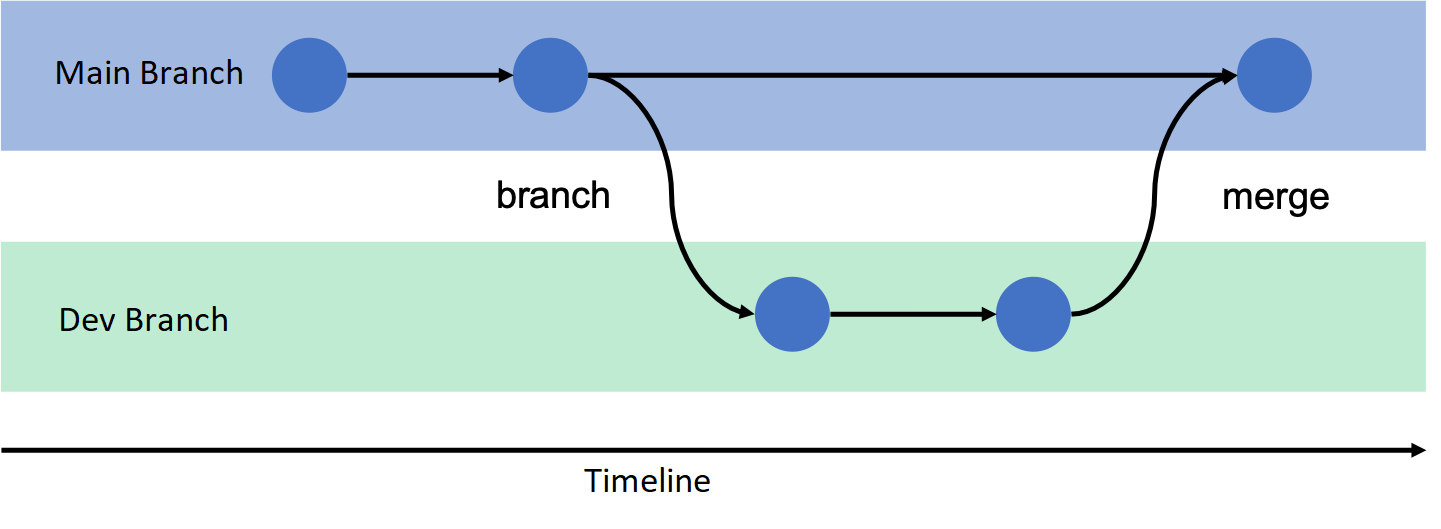 Main Branch
branch
merge
Dev Branch
Timeline